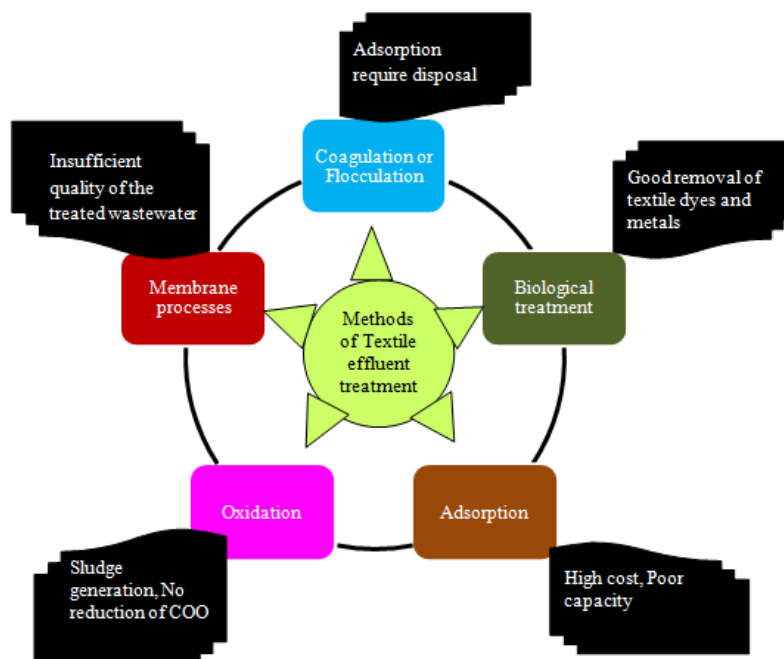 Adsorption
require disposal
Coagulation or
Flocculation
Insufficient
quality of the
treated wastewater
Good removal of
textile dyes and
metals
Membrane
processes
Biological
treatment
Methods
of Textile
effluent
treatment
Oxidation
Adsorption
Sludge
generation, No
reduction of COO
High cost, Poor
capacity